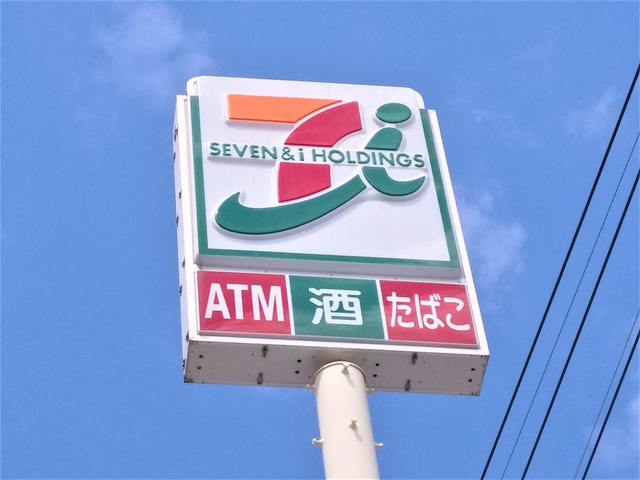 SEVEN & i HOLDINGS
ATM 酒 たばこ